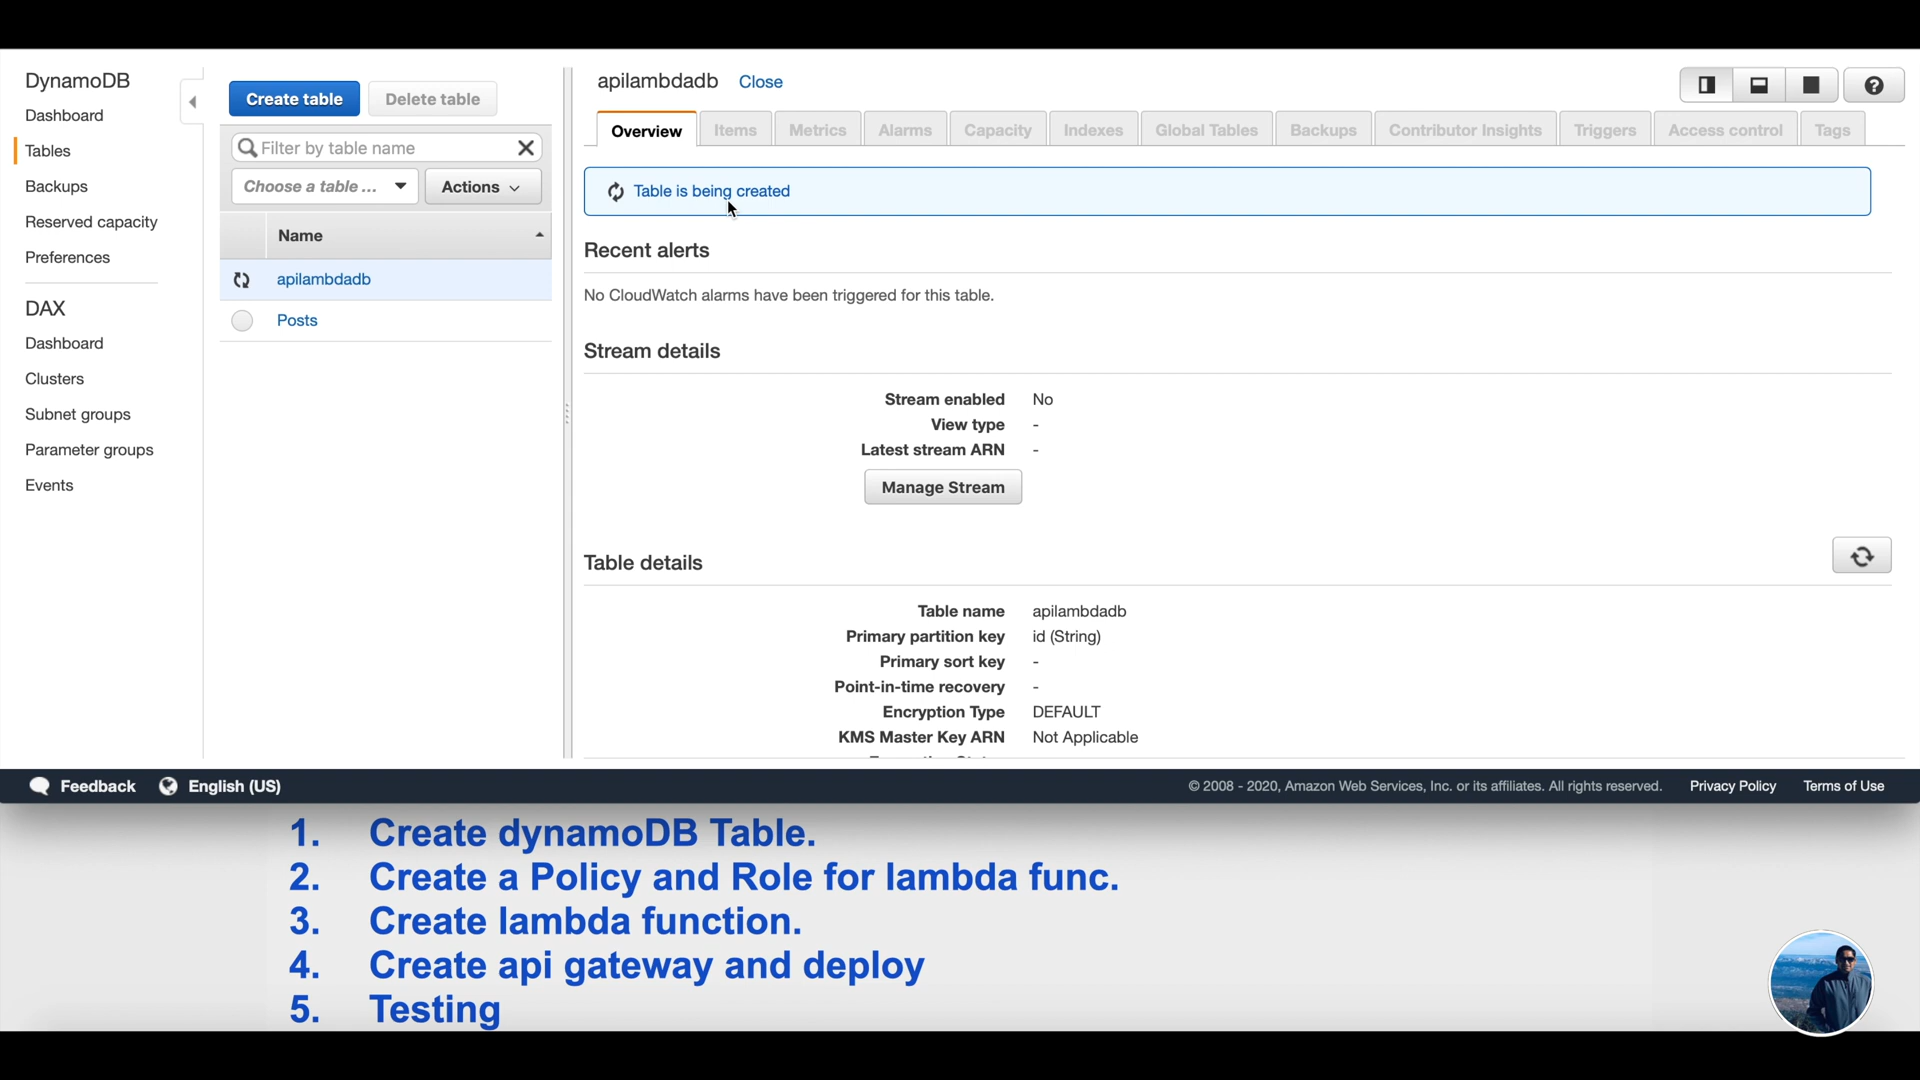 DynamoDB
Dashboard
Tables
Backups
Reserved capacity
Preferences
DAX
Dashboard
Clusters
Subnet groups
Parameter groups
Events
Create table
Delete table
Filter by table name
Choose a table ...
Actions
Name
apilambdadb
Posts
apilambdadb Close
Overview Items Metrics Alarms Capacity Indexes Global Tables Backups Contributor Insights Triggers Access control Tags
Table is being created
Recent alerts
No CloudWatch alarms have been triggered for this table.
Stream details
Stream enabled No
View type -
Latest stream ARN -
Manage Stream
Table details
Table name apilambdadb
Primary partition key id (String)
Primary sort key -
Point-in-time recovery -
Encryption Type DEFAULT
KMS Master Key ARN Not Applicable
Feedback English (US) © 2008 - 2020, Amazon Web Services, Inc. or its affiliates. All rights reserved. Privacy Policy Terms of Use
1. Create dynamoDB Table.
2. Create a Policy and Role for lambda func.
3. Create lambda function.
4. Create api gateway and deploy
5. Testing